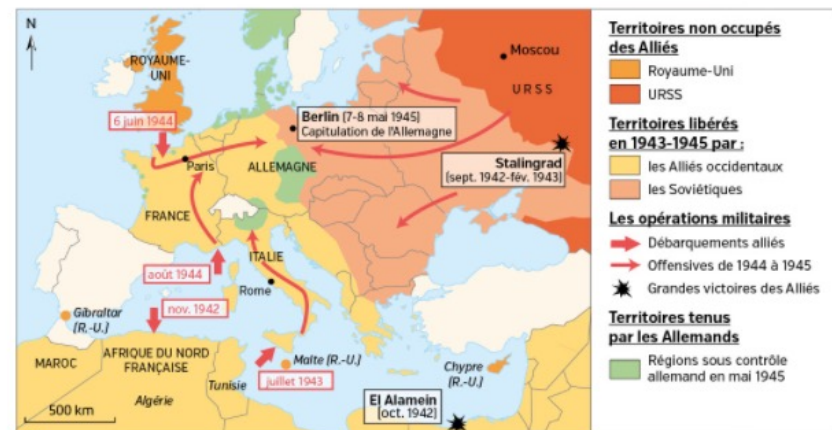 N
ROYAUME-
UNI
6 juin 1944
Moscou
URSS
Berlin (7-8 mai 1945)
Capitulation de l'Allemagne
Paris
ALLEMAGNE
Stalingrad
(sept. 1942-fév. 1943)
FRANCE
ITALIE
août 1944
Rome
nov. 1942
Gibraltar
(R.-U.)
Malte (R.-U.)
Chypre
(R.-U.)
MAROC
AFRIQUE DU NORD
FRANÇAISE
Tunisie
juillet 1943
Algérie
El Alamein
(oct. 1942)
500 km
Territoires non occupés
des Alliés
Royaume-Uni
URSS
Territoires libérés
en 1943-1945 par :
les Alliés occidentaux
les Soviétiques
Les opérations militaires
Débarquements alliés
Offensives de 1944 à 1945
Grandes victoires des Alliés
Territoires tenus
par les Allemands
Régions sous contrôle
allemand en mai 1945